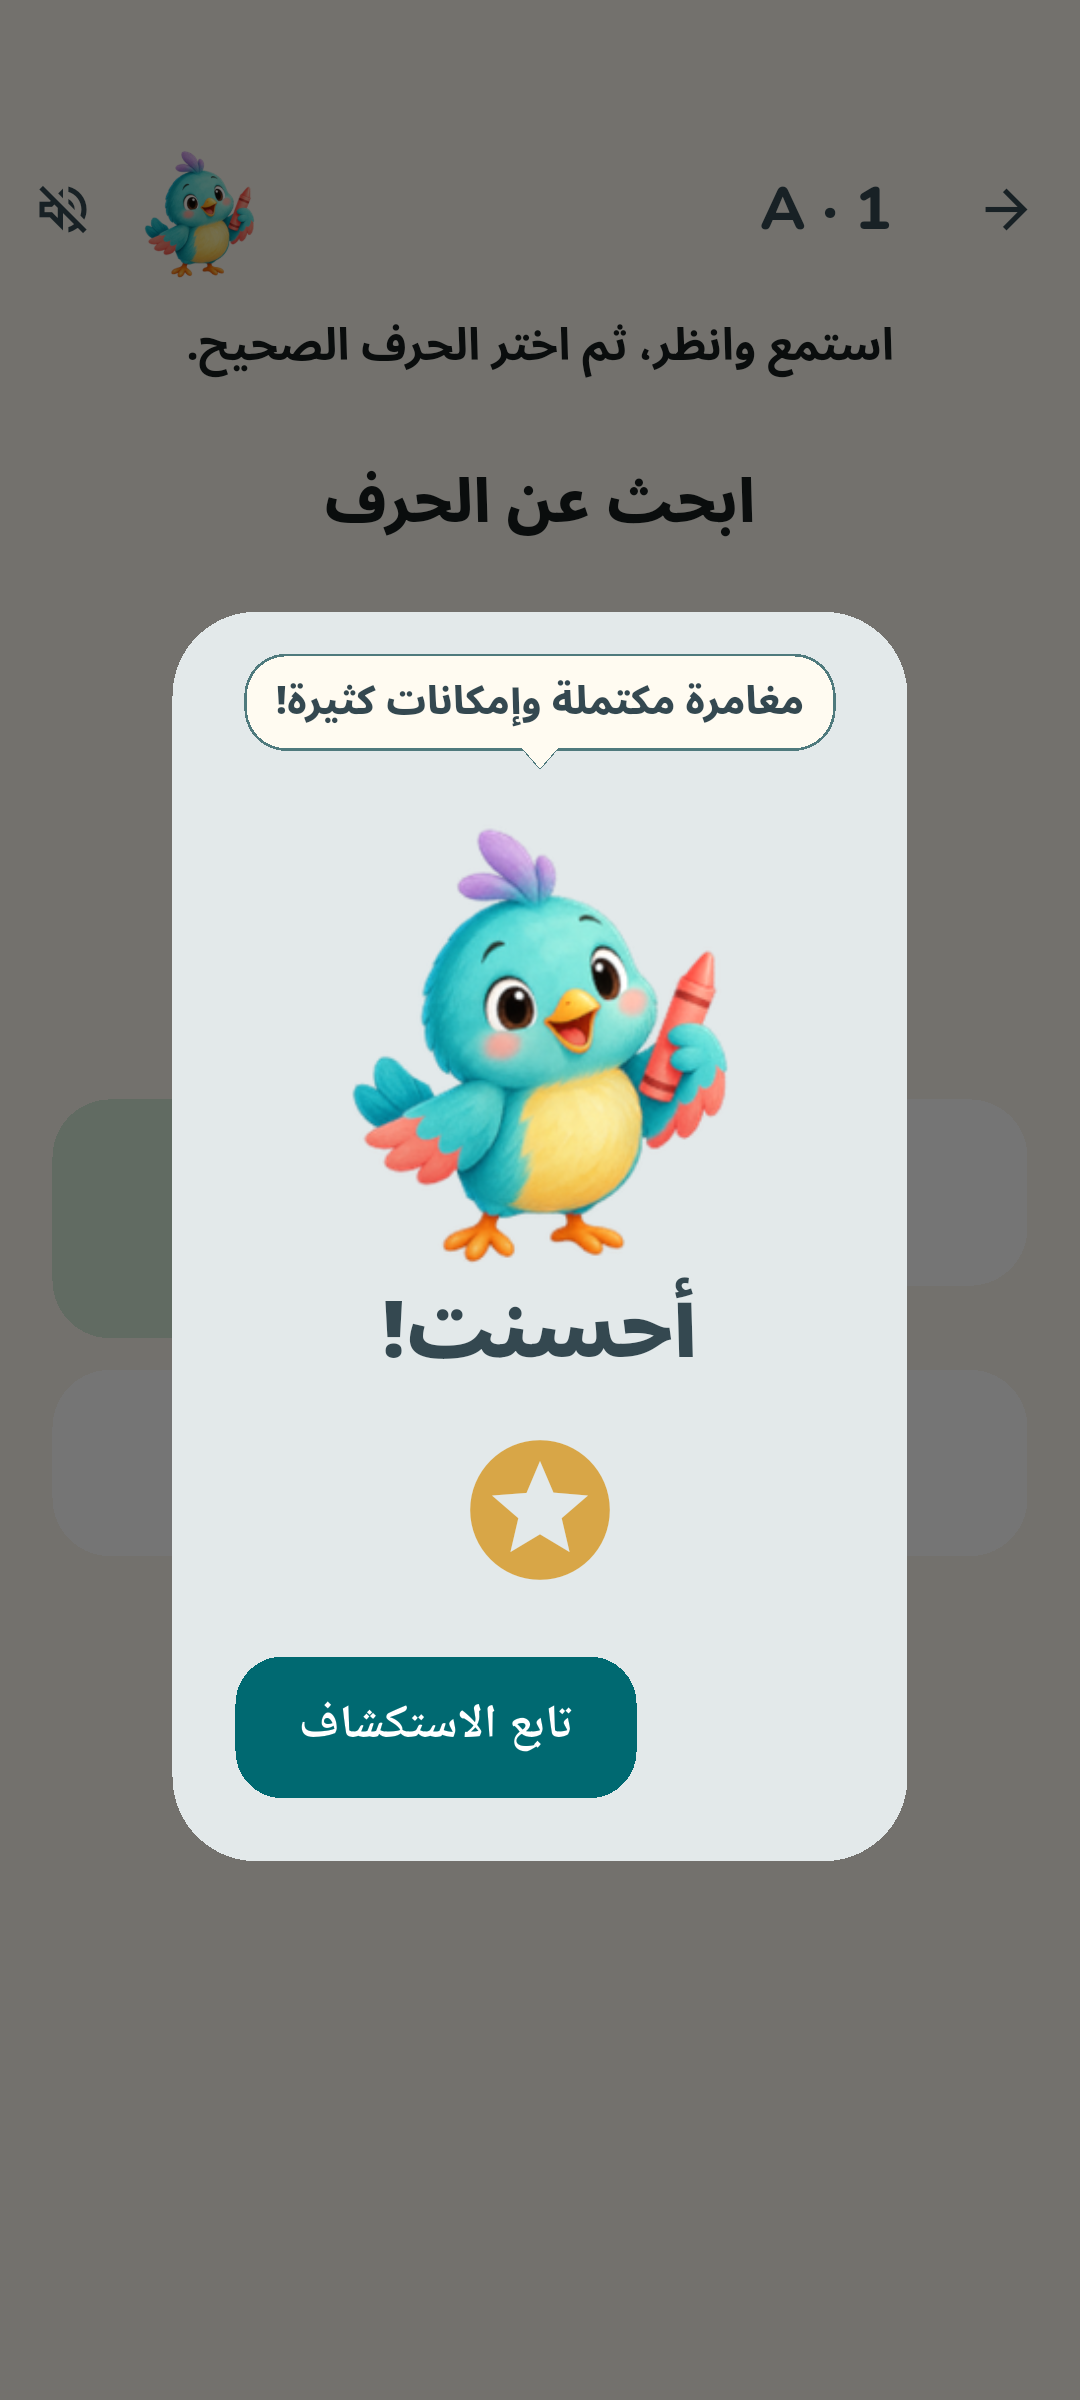 A · 1
استمع وانظر، ثم اختر الحرف الصحيح.
ابحث عن الحرف
مغامرة مكتملة وإمكانات كثيرة!
أحسنت!
تابع الاستكشاف